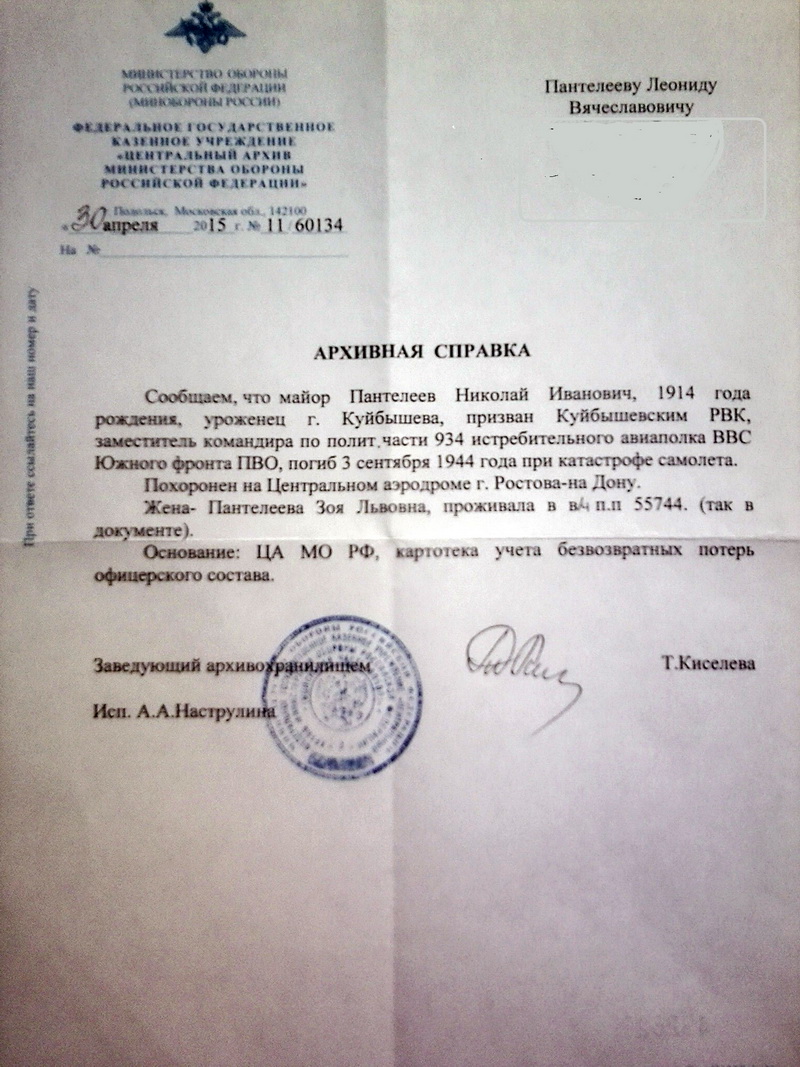 МИНИСТЕРСТВО ОБОРОНЫ
РОССИЙСКОЙ ФЕДЕРАЦИИ
(МИНОБОРОНЫ РОССИИ)
ФЕДЕРАЛЬНОЕ ГОСУДАРСТВЕННОЕ
КАЗЕННОЕ УЧРЕЖДЕНИЕ
«ЦЕНТРАЛЬНЫЙ АРХИВ
МИНИСТЕРСТВА ОБОРОНЫ
РОССИЙСКОЙ ФЕДЕРАЦИИ»
Подольск, Московская обл., 142100
«30 апреля 2015 г. № 11/60134
На №
Пантелееву Леониду
Вячеславовичу
При ответе ссылайтесь на наш номер и дату
АРХИВНАЯ СПРАВКА
Сообщаем, что майор Пантелеев Николай Иванович, 1914 года
рождения, уроженец г. Куйбышева, призван Куйбышевским РВК,
заместитель командира по полит.части 934 истребительного авиаполка ВВС
Южного фронта ПВО, погиб 3 сентября 1944 года при катастрофе самолета.
Похоронен на Центральном аэродроме г. Ростова-на Дону.
Жена- Пантелеева Зоя Львовна, проживала в в/ч п.п 55744. (так в
документе).
Основание: ЦА МО РФ, картотека учета безвозвратных потерь
офицерского состава.
Заведующий архивохранилищем
Т.Киселева
Исп. А.А.Наструлина